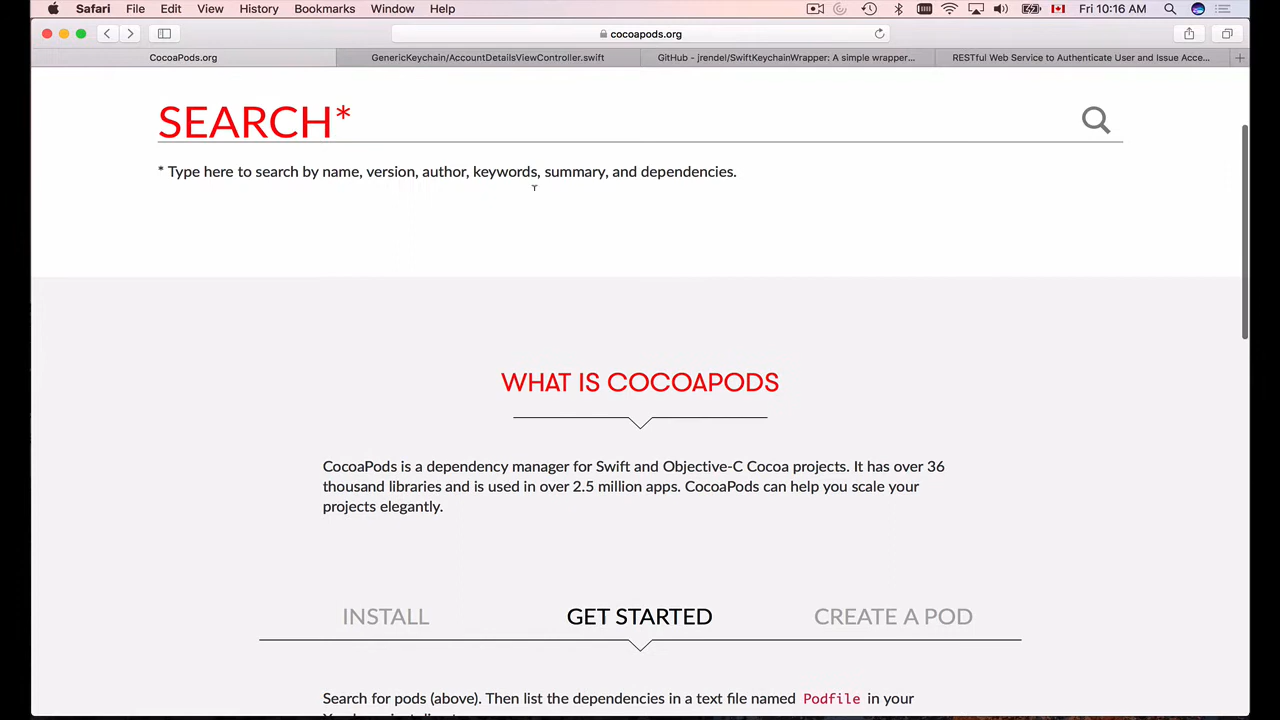 Safari File Edit View History Bookmarks Window Help Fri 10:16 AM
cocoapods.org
CocoaPods.org GenericKeychain/AccountDetailsViewController.swift GitHub - jrendel/SwiftKeychainWrapper: A simple wrapper... RESTful Web Service to Authenticate User and Issue Acce...
SEARCH*
* Type here to search by name, version, author, keywords, summary, and dependencies.
WHAT IS COCOAPODS
CocoaPods is a dependency manager for Swift and Objective-C Cocoa projects. It has over 36
thousand libraries and is used in over 2.5 million apps. CocoaPods can help you scale your
projects elegantly.
INSTALL GET STARTED CREATE A POD
Search for pods (above). Then list the dependencies in a text file named Podfile in your